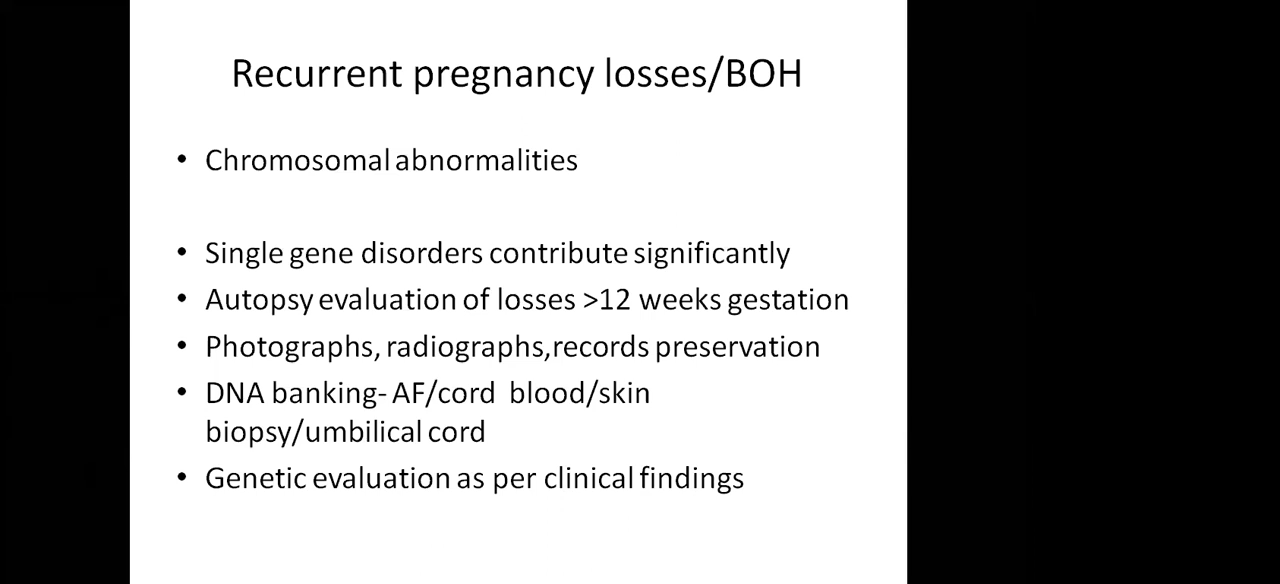 Recurrent pregnancy losses/BOH
• Chromosomal abnormalities
• Single gene disorders contribute significantly
• Autopsy evaluation of losses >12 weeks gestation
• Photographs, radiographs,records preservation
• DNA banking- AF/cord blood/skin
biopsy/umbilical cord
• Genetic evaluation as per clinical findings